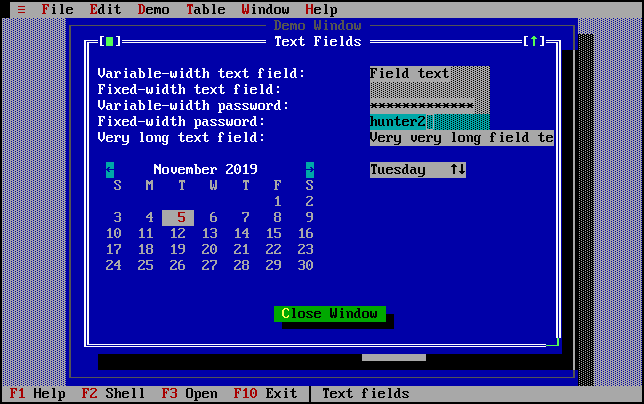 ≡ File Edit Demo Table Window Help
Demo Window
[■] Text Fields [↑]
Variable-width text field: Field text
Fixed-width text field:
Variable-width password: *************
Fixed-width password: hunter2
Very long text field: Very very long field te
← November 2019 → Tuesday ↑↓
S M T W T F S
1 2
3 4 5 6 7 8 9
10 11 12 13 14 15 16
17 18 19 20 21 22 23
24 25 26 27 28 29 30
Close Window
F1 Help F2 Shell F3 Open F10 Exit │ Text fields